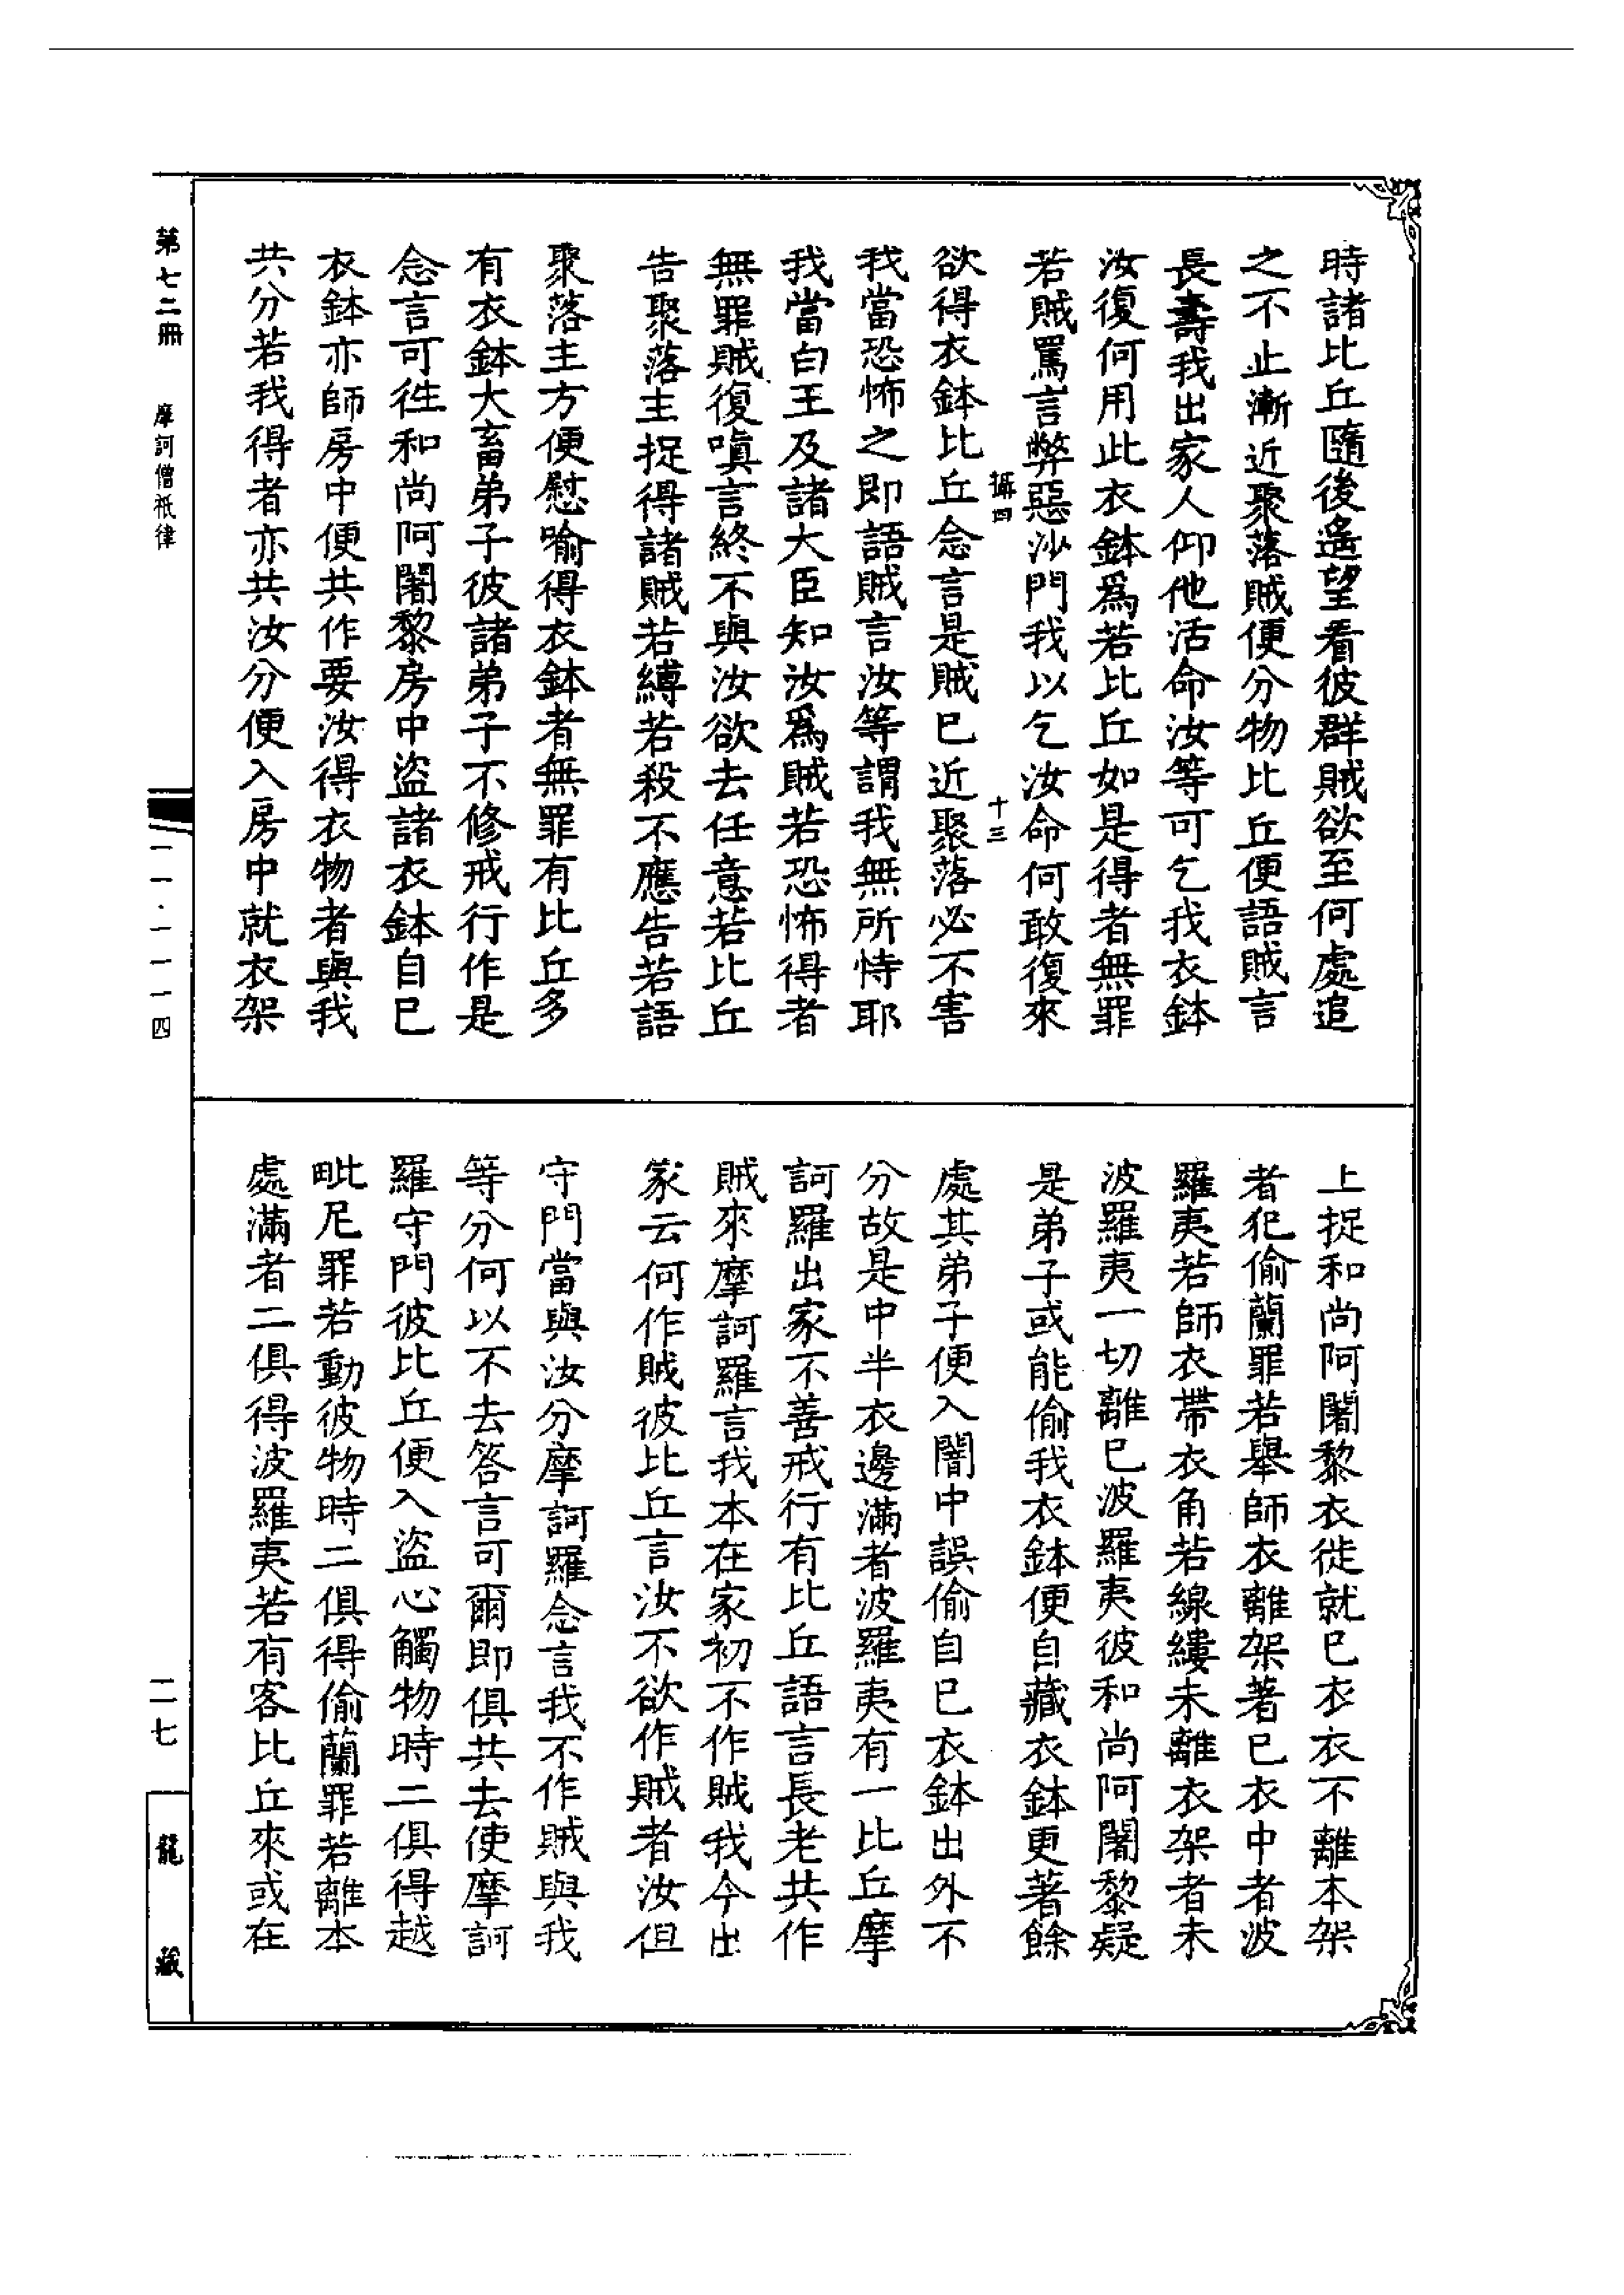 時諸比丘隨後遙望看彼群賊欲至何處追
之不止漸近聚落賊便分物比丘便語賊言
長壽我出家人仰他活命汝等可乞我衣鉢
汝復何用此衣鉢爲若比丘如是得者無罪
若賊罵言弊惡沙門我以乞汝命何敢復來
攝四
十三
欲得衣鉢比丘念言是賊已近聚落必不害
我當恐怖之即語賊言汝等謂我無所恃耶
我當白王及諸大臣知汝爲賊若恐怖得者
無罪賊復嗔言終不與汝欲去任意若比丘
告聚落主捉得諸賊若縛若殺不應告若語
聚落主方便慰喻得衣鉢者無罪有比丘多
有衣鉢大畜弟子彼諸弟子不修戒行作是
念言可往和尚阿闍黎房中盜諸衣鉢自已
衣鉢亦師房中便共作要汝得衣物者與我
共分若我得者亦共汝分便入房中就衣架
上捉和尚阿闍黎衣徙就已衣衣不離本架
者犯偷蘭罪若舉師衣離架著已衣中者波
羅夷若師衣帶衣角若線縷未離衣架者未
波羅夷一切離已波羅夷彼和尚阿闍黎疑
是弟子或能偷我衣鉢便自藏衣鉢更著餘
處其弟子便入闇中誤偷自已衣鉢出外不
分故是中半衣邊滿者波羅夷有一比丘摩
訶羅出家不善戒行有比丘語言長老共作
賊來摩訶羅言我本在家初不作賊我今出
家云何作賊彼比丘言汝不欲作賊者汝但
守門當與汝分摩訶羅念言我不作賊與我
等分何以不去答言可爾即俱共去使摩訶
羅守門彼比丘便入盜心觸物時二俱得越
毗尼罪若動彼物時二俱得偷蘭罪若離本
處滿者二俱得波羅夷若有客比丘來或在
第七二冊
摩訶僧祇律
一一·一一一四
二七
龍藏